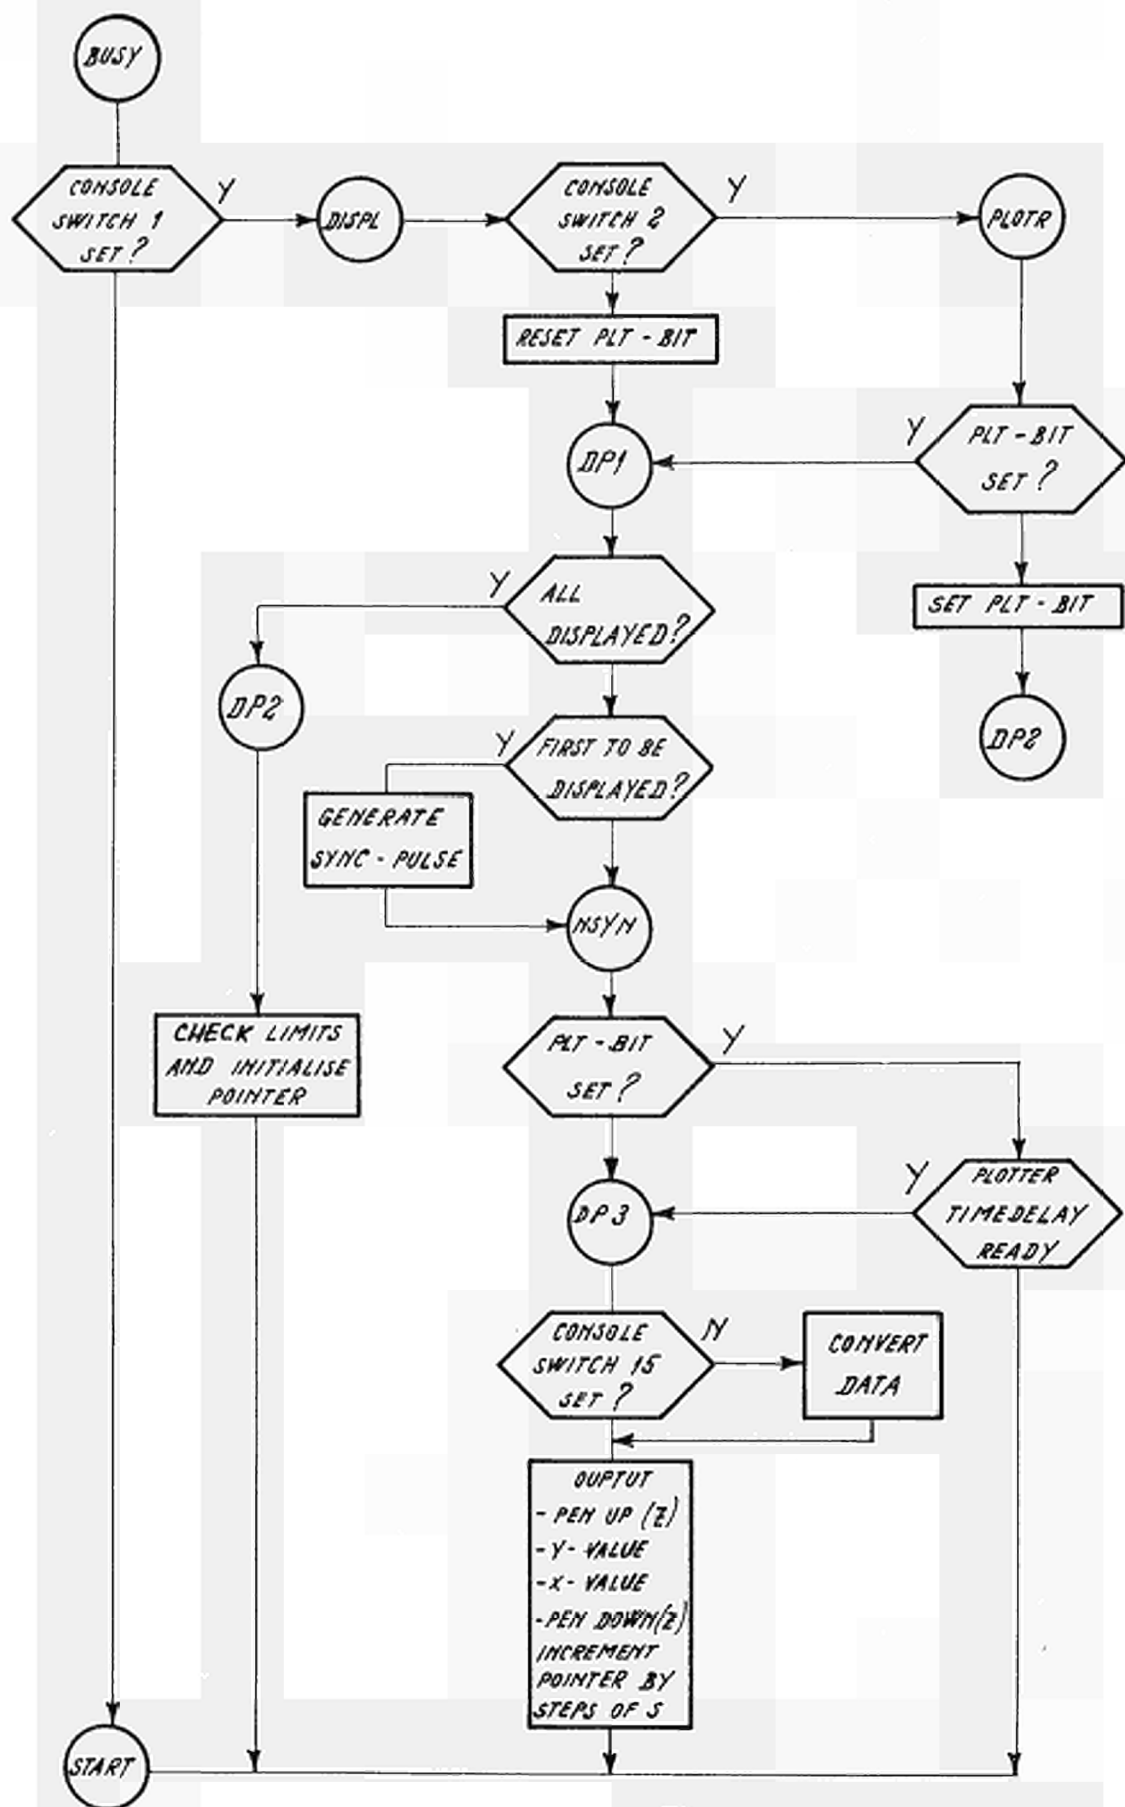 BUSY
CONSOLE
SWITCH 1
SET?
Y
DISPL
CONSOLE
SWITCH 2
SET?
Y
PLOTR
RESET PLT - BIT
DP1
Y
PLT - BIT
SET?
SET PLT - BIT
DP2
Y
ALL
DISPLAYED?
DP2
Y
FIRST TO BE
DISPLAYED?
GENERATE
SYNC - PULSE
NSYN
CHECK LIMITS
AND INITIALISE
POINTER
PLT - BIT
SET?
Y
Y
PLOTTER
TIMEDELAY
READY
DP3
CONSOLE
SWITCH 15
SET?
N
CONVERT
DATA
OUPTUT
- PEN UP (Z)
- Y - VALUE
- X - VALUE
- PEN DOWN(Z)
INCREMENT
POINTER BY
STEPS OF S
START